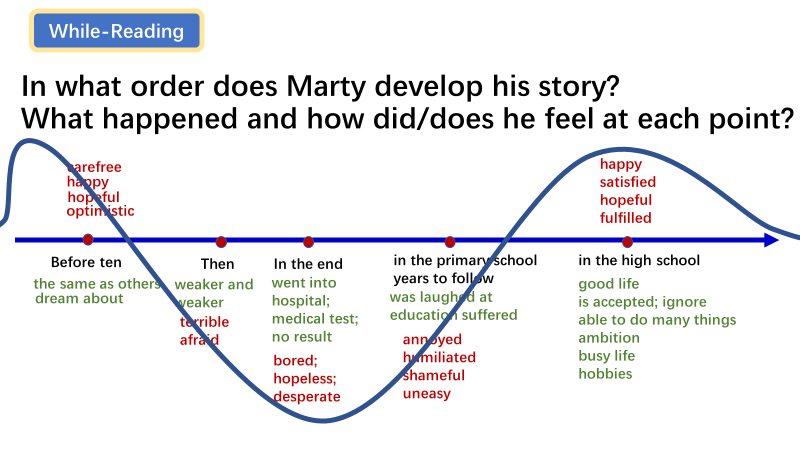 While-Reading
In what order does Marty develop his story?
What happened and how did/does he feel at each point?
carefree
happy
hopeful
optimistic
happy
satisfied
hopeful
fulfilled
Before ten
the same as others
dream about
Then
weaker and
weaker
terrible
afraid
In the end
went into
hospital;
medical test;
no result
bored;
hopeless;
desperate
in the primary school
years to follow
was laughed at
education suffered
annoyed
humiliated
shameful
uneasy
in the high school
good life
is accepted; ignore
able to do many things
ambition
busy life
hobbies